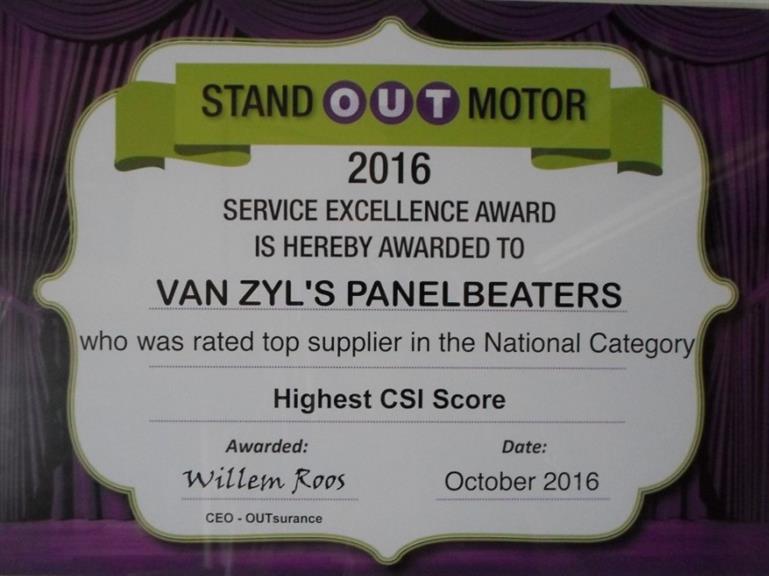 STAND OUT MOTOR
2016
SERVICE EXCELLENCE AWARD
IS HEREBY AWARDED TO
VAN ZYL'S PANELBEATERS
who was rated top supplier in the National Category
Highest CSI Score
Awarded: Date:
Willem Roos October 2016
CEO - OUTsurance